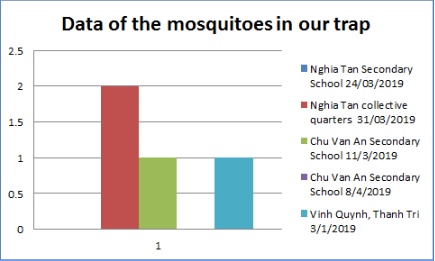 Data of the mosquitoes in our trap
2.5
2
1.5
1
0.5
0
1
Nghia Tan Secondary
School 24/03/2019
Nghia Tan collective
quarters 31/03/2019
Chu Van An Secondary
School 11/3/2019
Chu Van An Secondary
School 8/4/2019
Vinh Quynh, Thanh Tri
3/1/2019